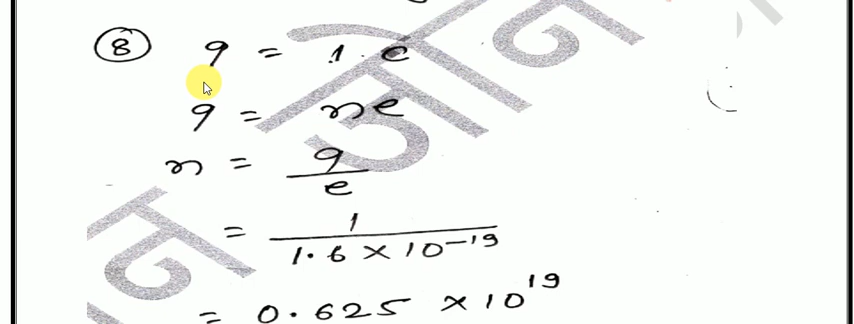 ⑧ q = 1 . e
q = ne
n = q/e
= 1/1.6 × 10⁻¹⁹
= 0.625 × 10¹⁹